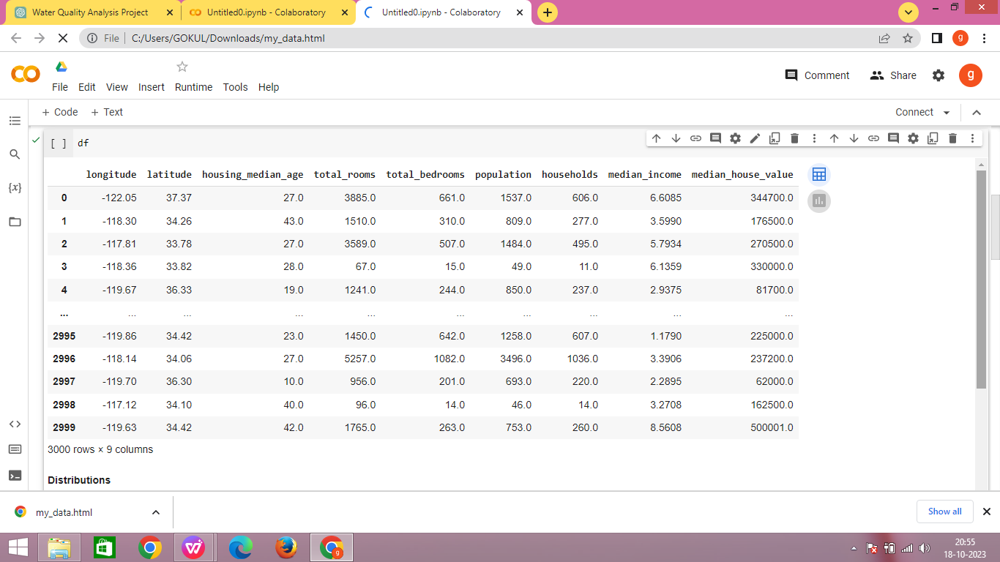 Water Quality Analysis Project
Untitled0.ipynb - Colaboratory
Untitled0.ipynb - Colaboratory
File C:/Users/GOKUL/Downloads/my_data.html
g
File Edit View Insert Runtime Tools Help
Comment Share g
+ Code + Text
Connect
[ ] df
longitude latitude housing_median_age total_rooms total_bedrooms population households median_income median_house_value
0 -122.05 37.37 27.0 3885.0 661.0 1537.0 606.0 6.6085 344700.0
1 -118.30 34.26 43.0 1510.0 310.0 809.0 277.0 3.5990 176500.0
2 -117.81 33.78 27.0 3589.0 507.0 1484.0 495.0 5.7934 270500.0
3 -118.36 33.82 28.0 67.0 15.0 49.0 11.0 6.1359 330000.0
4 -119.67 36.33 19.0 1241.0 244.0 850.0 237.0 2.9375 81700.0
... ... ... ... ... ... ... ... ... ...
2995 -119.86 34.42 23.0 1450.0 642.0 1258.0 607.0 1.1790 225000.0
2996 -118.14 34.06 27.0 5257.0 1082.0 3496.0 1036.0 3.3906 237200.0
2997 -119.70 36.30 10.0 956.0 201.0 693.0 220.0 2.2895 62000.0
2998 -117.12 34.10 40.0 96.0 14.0 46.0 14.0 3.2708 162500.0
2999 -119.63 34.42 42.0 1765.0 263.0 753.0 260.0 8.5608 500001.0
3000 rows × 9 columns
Distributions
my_data.html
Show all
20:55
18-10-2023